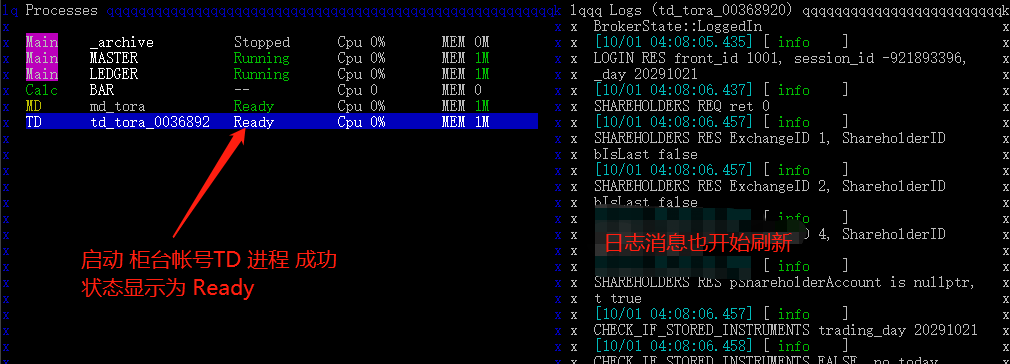 Processes
Main _archive Stopped Cpu 0% MEM 0M
Main MASTER Running Cpu 0% MEM 1M
Main LEDGER Running Cpu 0% MEM 1M
Calc BAR -- Cpu 0 MEM 0
MD md_tora Ready Cpu 0% MEM 1M
TD td_tora_0036892 Ready Cpu 0% MEM 1M
启动 柜台帐号TD 进程 成功
状态显示为 Ready
Logs (td_tora_00368920)
BrokerState::LoggedIn
[10/01 04:08:05.435] [ info ]
LOGIN RES front_id 1001, session_id -921893396,
_day 20291021
[10/01 04:08:06.437] [ info ]
SHAREHOLDERS REQ ret 0
[10/01 04:08:06.457] [ info ]
SHAREHOLDERS RES ExchangeID 1, ShareholderID
bIsLast false
[10/01 04:08:06.457] [ info ]
SHAREHOLDERS RES ExchangeID 2, ShareholderID
bIsLast false
[ info ]
4, ShareholderID
日志消息也开始刷新
[ info ]
SHAREHOLDERS RES pShareholderAccount is nullptr,
t true
[10/01 04:08:06.457] [ info ]
CHECK_IF_STORED_INSTRUMENTS trading_day 20291021
[10/01 04:08:06.458] [ info ]
CHECK_IF_STORED_INSTRUMENTS FALSE, no today